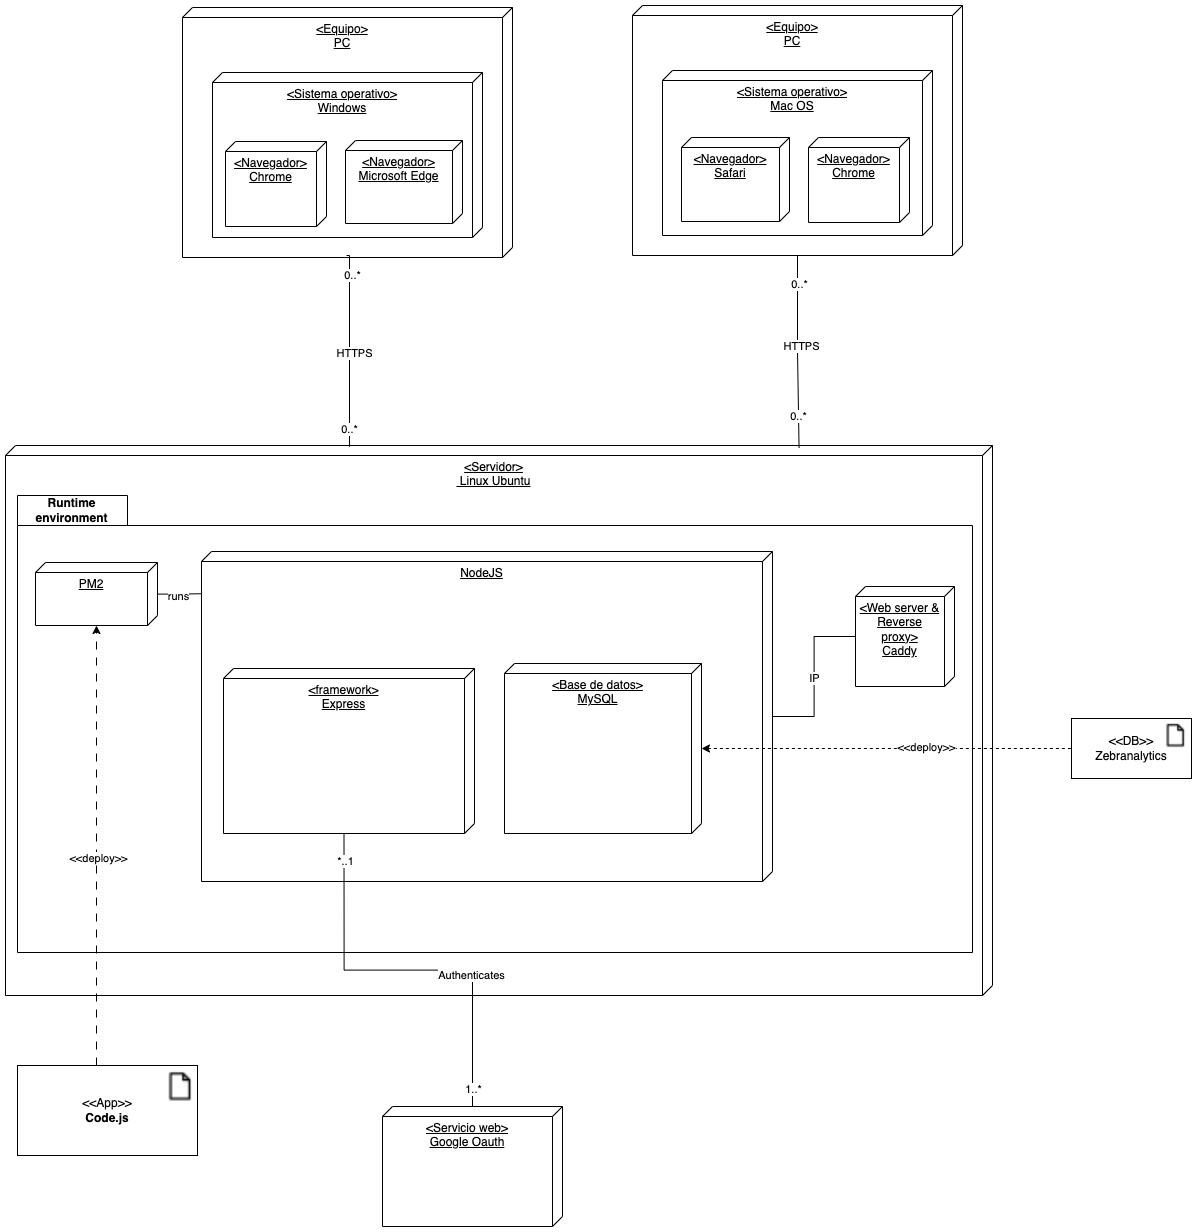 <Equipo>
PC
<Sistema operativo>
Windows
<Navegador>
Chrome
<Navegador>
Microsoft Edge
<Equipo>
PC
<Sistema operativo>
Mac OS
<Navegador>
Safari
<Navegador>
Chrome
0..*
HTTPS
0..*
0..*
HTTPS
0..*
<Servidor>
Linux Ubuntu
Runtime
environment
PM2
runs
NodeJS
<framework>
Express
<Base de datos>
MySQL
<Web server &
Reverse
proxy>
Caddy
IP
<<deploy>>
<<DB>>
Zebranalytics
<<deploy>>
*..1
Authenticates
1..*
<<App>>
Code.js
<Servicio web>
Google Oauth